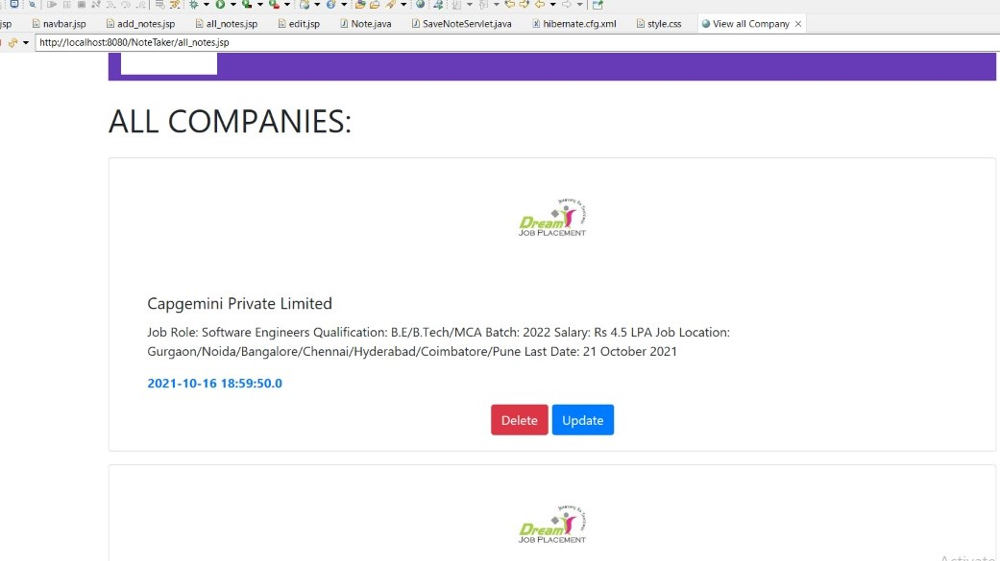 jsp navbar.jsp add_notes.jsp all_notes.jsp edit.jsp Note.java SaveNoteServlet.java hibernate.cfg.xml style.css View all Company
http://localhost:8080/NoteTaker/all_notes.jsp
ALL COMPANIES:
Dream
JOB PLACEMENT
Capgemini Private Limited
Job Role: Software Engineers Qualification: B.E/B.Tech/MCA Batch: 2022 Salary: Rs 4.5 LPA Job Location:
Gurgaon/Noida/Bangalore/Chennai/Hyderabad/Coimbatore/Pune Last Date: 21 October 2021
2021-10-16 18:59:50.0
Delete Update
Dream
JOB PLACEMENT
Activate